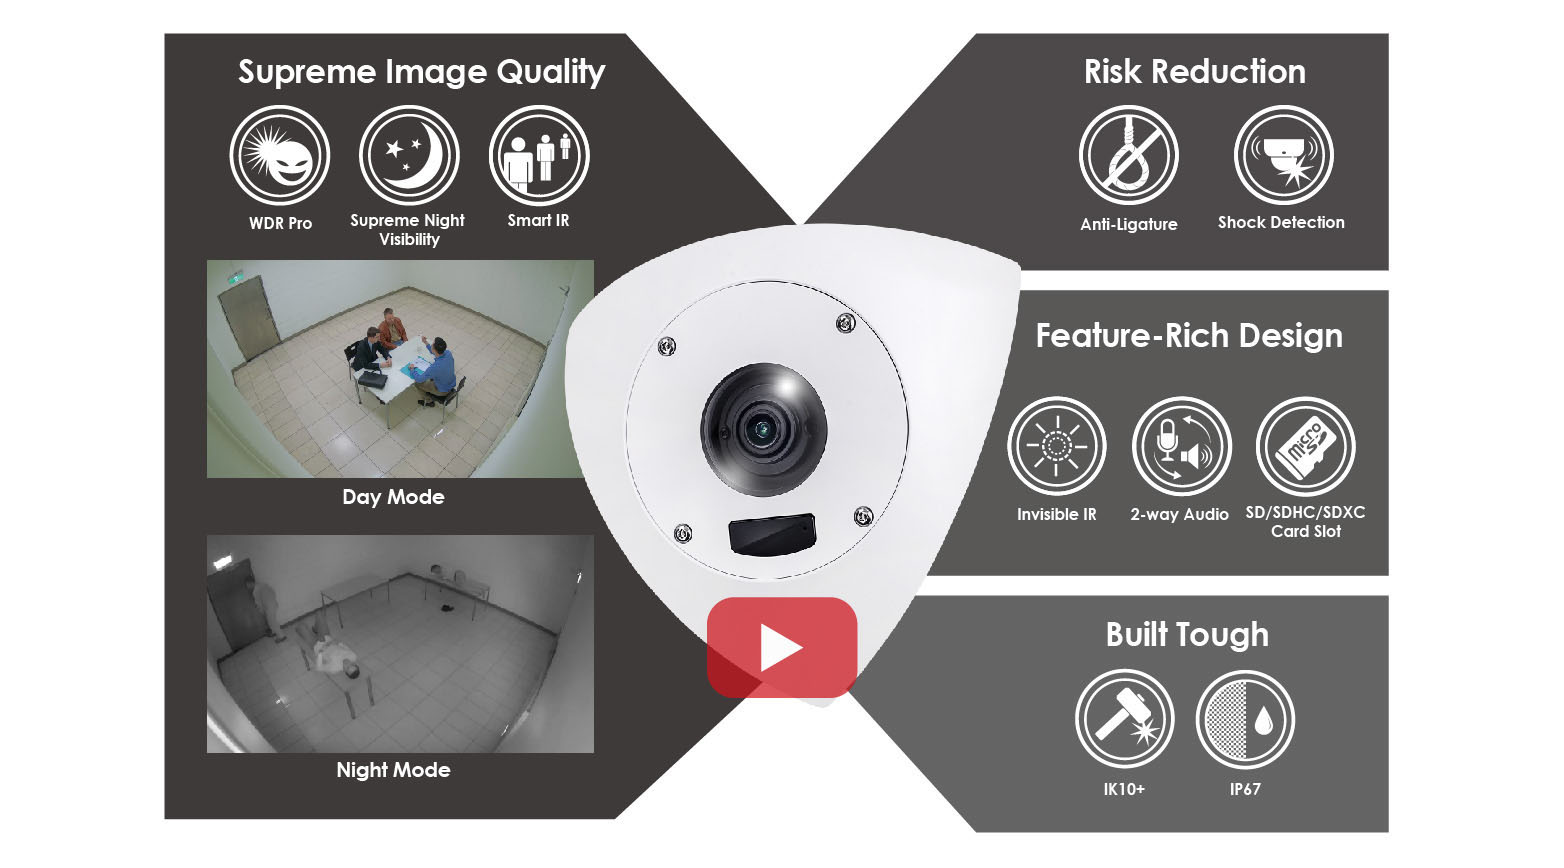 Supreme Image Quality
WDR Pro
Supreme Night
Visibility
Smart IR
Day Mode
Night Mode
Risk Reduction
Anti-Ligature
Shock Detection
Feature-Rich Design
Invisible IR
2-way Audio
micro
SD
SD/SDHC/SDXC
Card Slot
Built Tough
IK10+
IP67